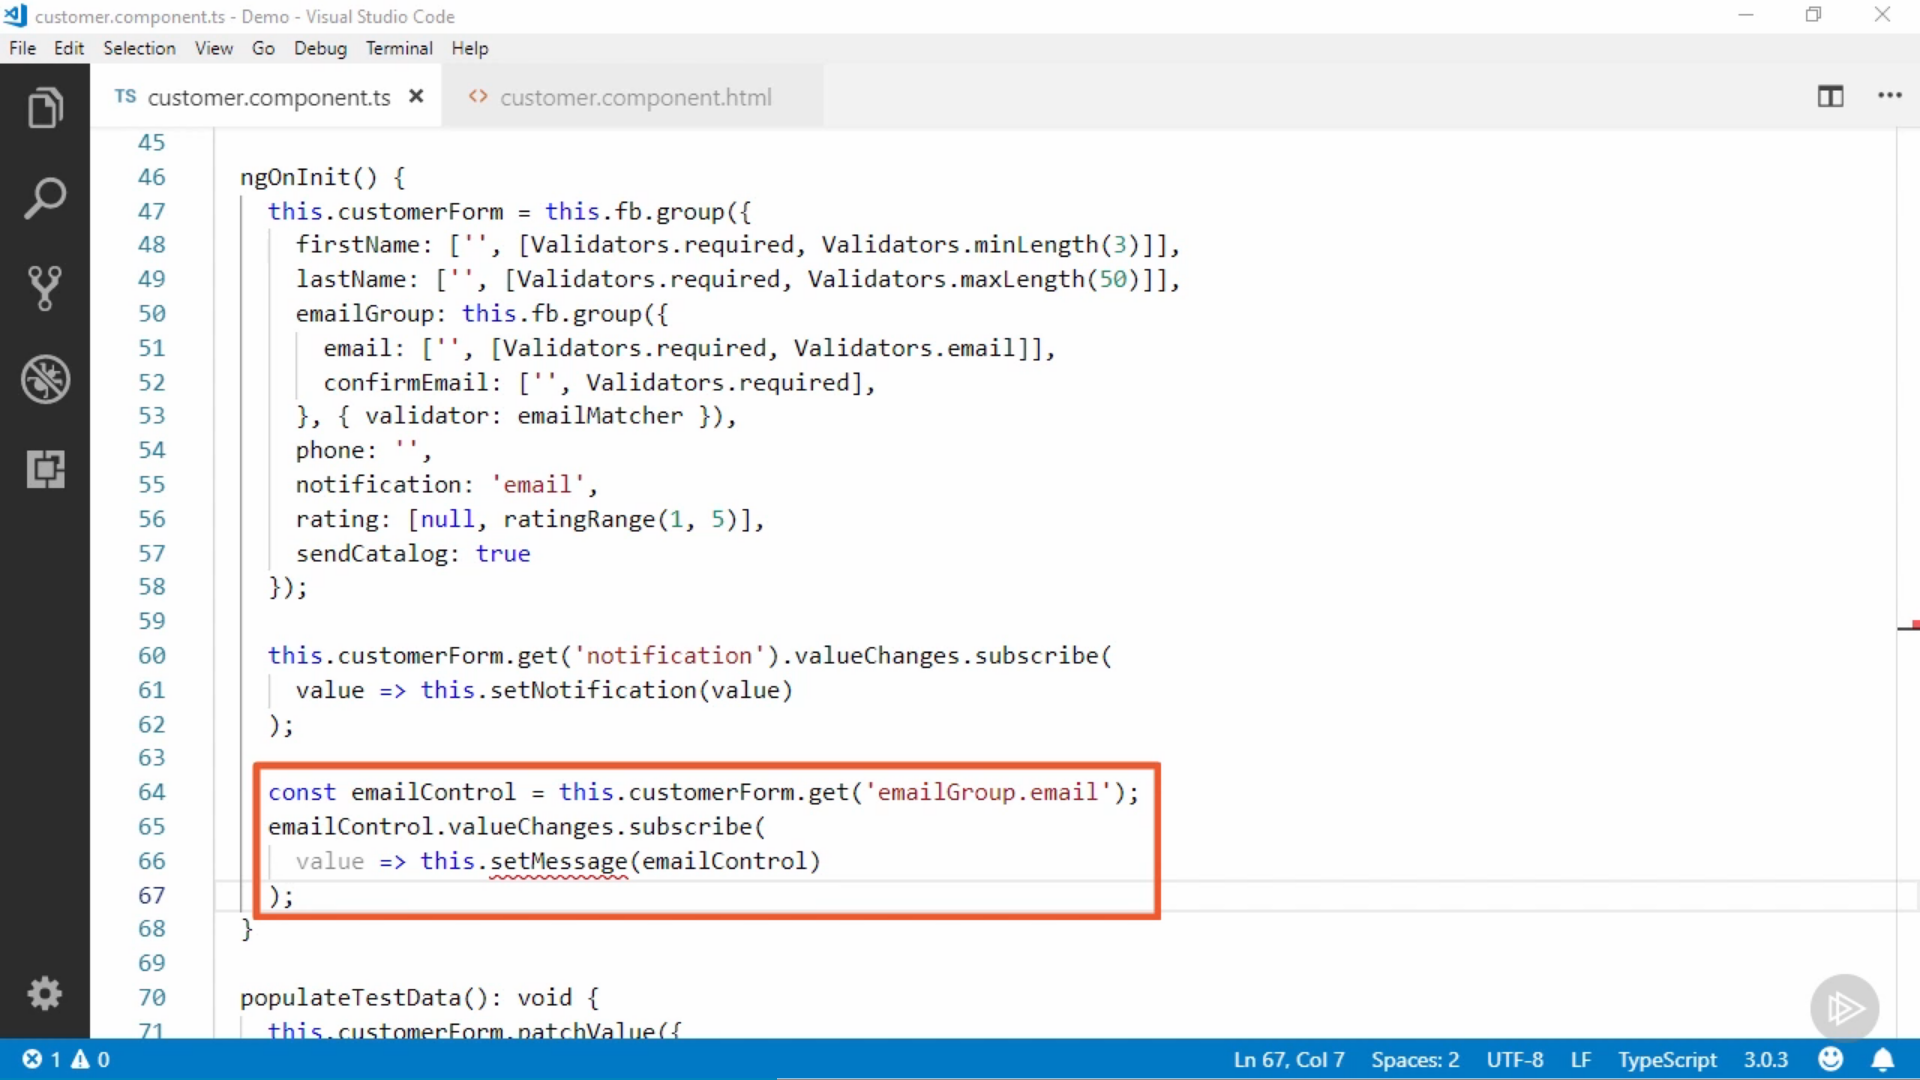 customer.component.ts - Demo - Visual Studio Code
File Edit Selection View Go Debug Terminal Help
TS customer.component.ts × <> customer.component.html ...
45
46 ngOnInit() {
47 this.customerForm = this.fb.group({
48 firstName: ['', [Validators.required, Validators.minLength(3)]],
49 lastName: ['', [Validators.required, Validators.maxLength(50)]],
50 emailGroup: this.fb.group({
51 email: ['', [Validators.required, Validators.email]],
52 confirmEmail: ['', Validators.required],
53 }, { validator: emailMatcher }),
54 phone: '',
55 notification: 'email',
56 rating: [null, ratingRange(1, 5)],
57 sendCatalog: true
58 });
59
60 this.customerForm.get('notification').valueChanges.subscribe(
61 value => this.setNotification(value)
62 );
63
64 const emailControl = this.customerForm.get('emailGroup.email');
65 emailControl.valueChanges.subscribe(
66 value => this.setMessage(emailControl)
67 );
68 }
69
70 populateTestData(): void {
71 this.customerForm.patchValue({
1 0 Ln 67, Col 7 Spaces: 2 UTF-8 LF TypeScript 3.0.3